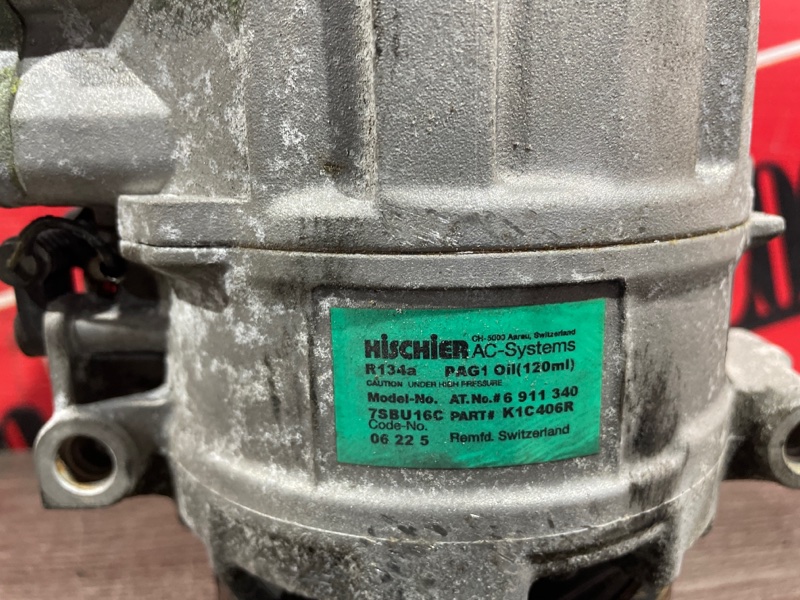 CH-5000 Aarau, Switzerland
HiSCHiER AC-Systems
R134a PAG1 Oil(120ml)
CAUTION UNDER HIGH PRESSURE
Model-No. AT.No.# 6 911 340
7SBU16C PART# K1C406R
Code-No.
06 22 5 Remfd. Switzerland